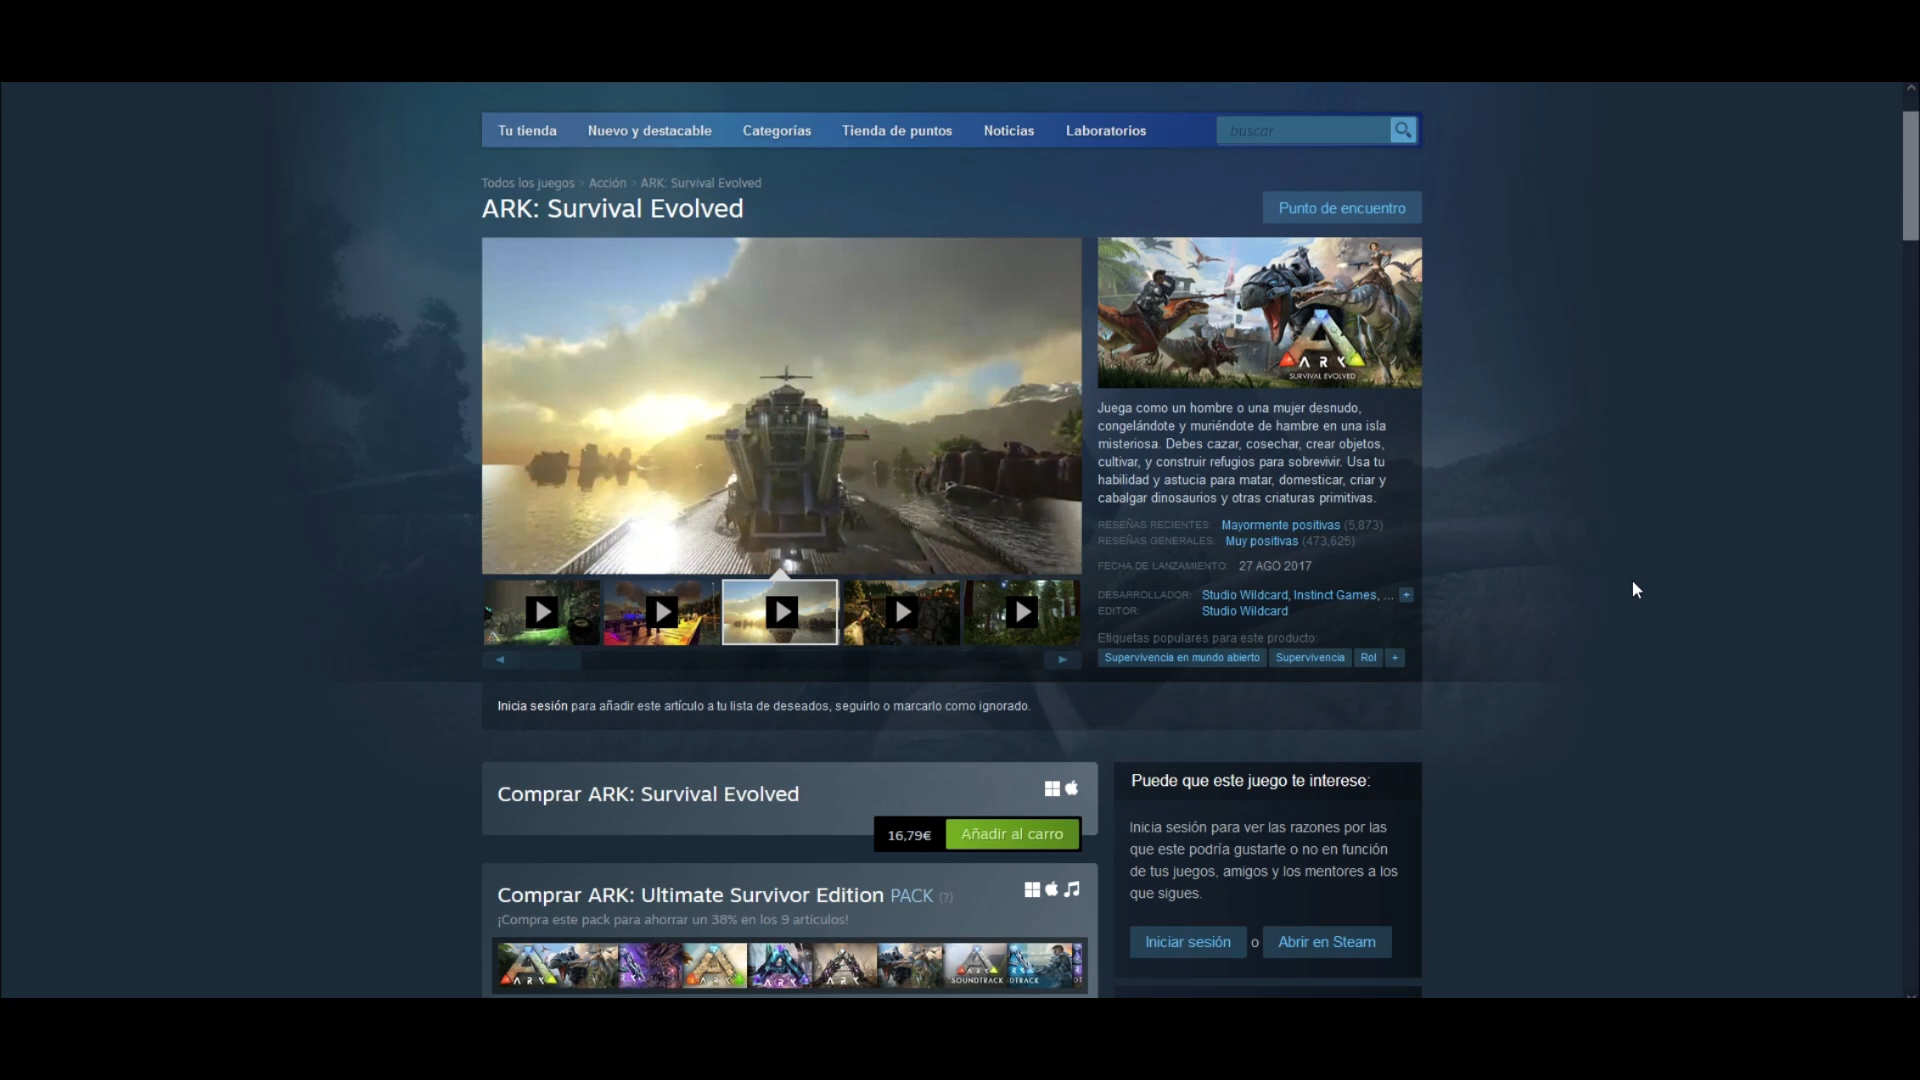 Tu tienda Nuevo y destacable Categorías Tienda de puntos Noticias Laboratorios buscar
Todos los juegos > Acción > ARK: Survival Evolved
ARK: Survival Evolved
Punto de encuentro
ARK
SURVIVAL EVOLVED
Juega como un hombre o una mujer desnudo,
congelándote y muriéndote de hambre en una isla
misteriosa. Debes cazar, cosechar, crear objetos,
cultivar, y construir refugios para sobrevivir. Usa tu
habilidad y astucia para matar, domesticar, criar y
cabalgar dinosaurios y otras criaturas primitivas.
RESEÑAS RECIENTES: Mayormente positivas (5,873)
RESEÑAS GENERALES: Muy positivas (473,625)
FECHA DE LANZAMIENTO: 27 AGO 2017
DESARROLLADOR: Studio Wildcard, Instinct Games, ... +
EDITOR: Studio Wildcard
Etiquetas populares para este producto:
Supervivencia en mundo abierto Supervivencia Rol +
Inicia sesión para añadir este artículo a tu lista de deseados, seguirlo o marcarlo como ignorado.
Comprar ARK: Survival Evolved
16,79€ Añadir al carro
Comprar ARK: Ultimate Survivor Edition PACK (?)
¡Compra este pack para ahorrar un 38% en los 9 artículos!
ARK ARK ARK ARK ARK ARK
SOUNDTRACK DTRACK
Puede que este juego te interese:
Inicia sesión para ver las razones por las
que este podría gustarte o no en función
de tus juegos, amigos y los mentores a los
que sigues.
Iniciar sesión o Abrir en Steam